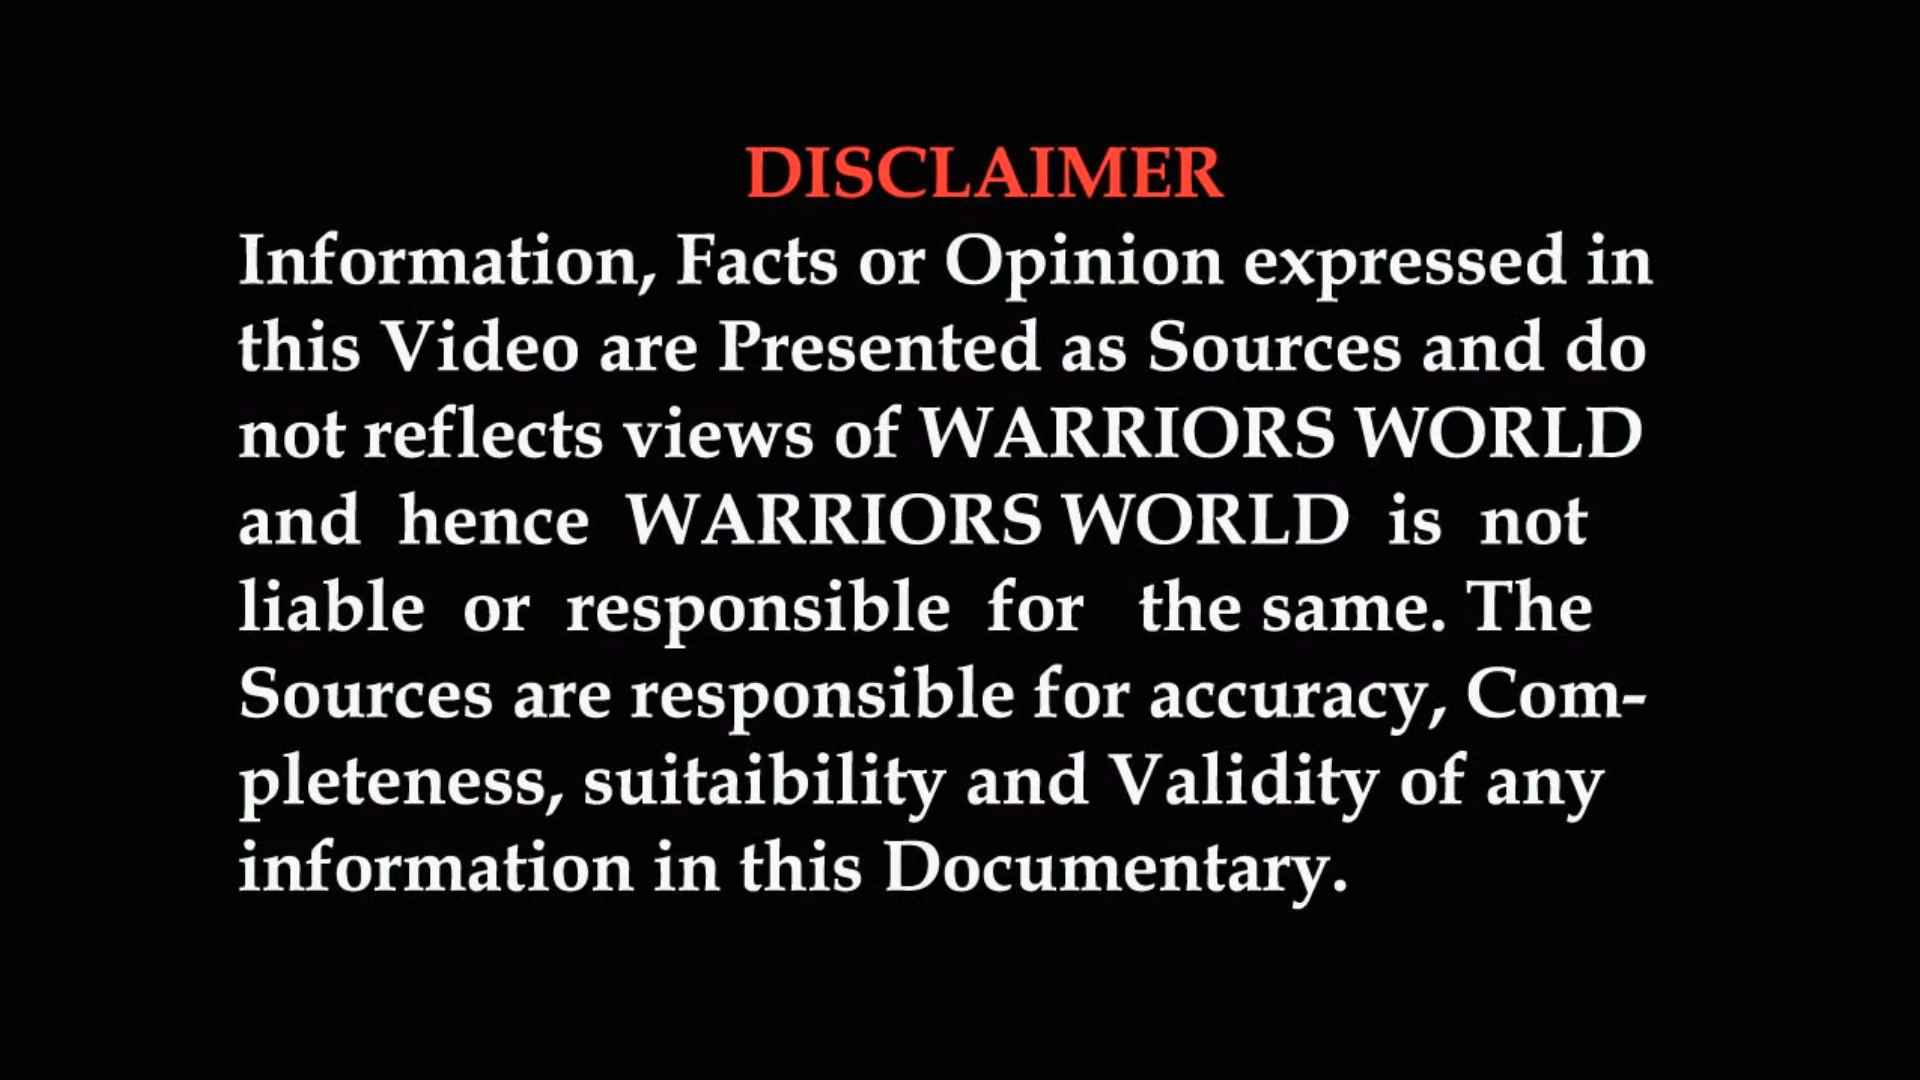 DISCLAIMER
Information, Facts or Opinion expressed in
this Video are Presented as Sources and do
not reflects views of WARRIORS WORLD
and hence WARRIORS WORLD is not
liable or responsible for the same. The
Sources are responsible for accuracy, Com-
pleteness, suitaibility and Validity of any
information in this Documentary.